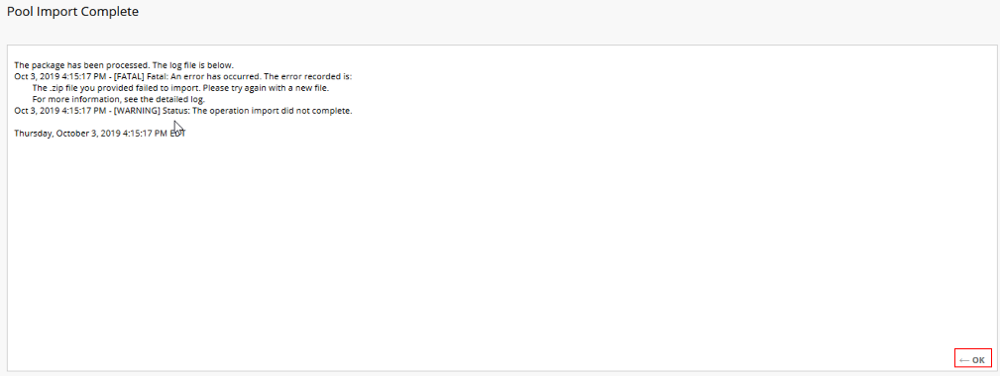 Pool Import Complete
The package has been processed. The log file is below.
Oct 3, 2019 4:15:17 PM - [FATAL] Fatal: An error has occurred. The error recorded is:
The .zip file you provided failed to import. Please try again with a new file.
For more information, see the detailed log.
Oct 3, 2019 4:15:17 PM - [WARNING] Status: The operation import did not complete.
Thursday, October 3, 2019 4:15:17 PM EDT
← OK